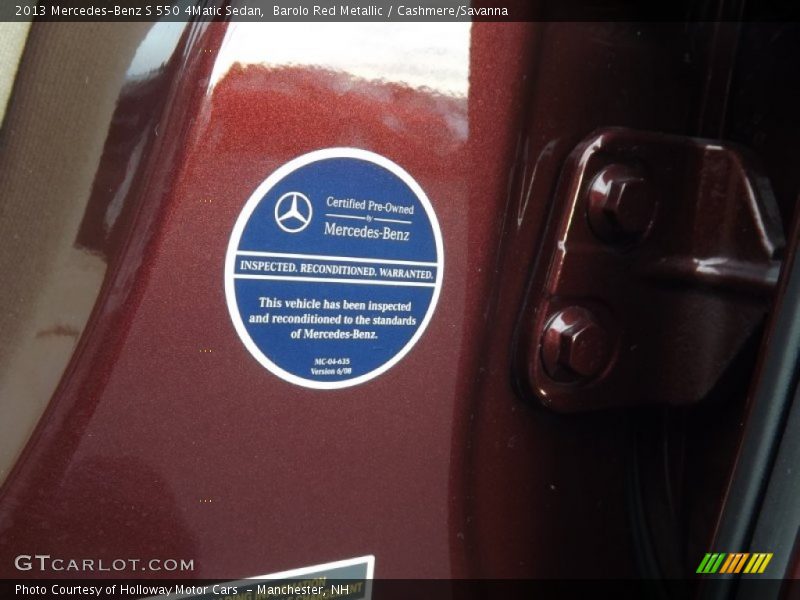 2013 Mercedes-Benz S 550 4Matic Sedan, Barolo Red Metallic / Cashmere/Savanna
Certified Pre-Owned
by
Mercedes-Benz
INSPECTED. RECONDITIONED. WARRANTED.
This vehicle has been inspected
and reconditioned to the standards
of Mercedes-Benz.
MC-04-635
Version 6/08
GTCARLOT.COM
Photo Courtesy of Holloway Motor Cars - Manchester, NH